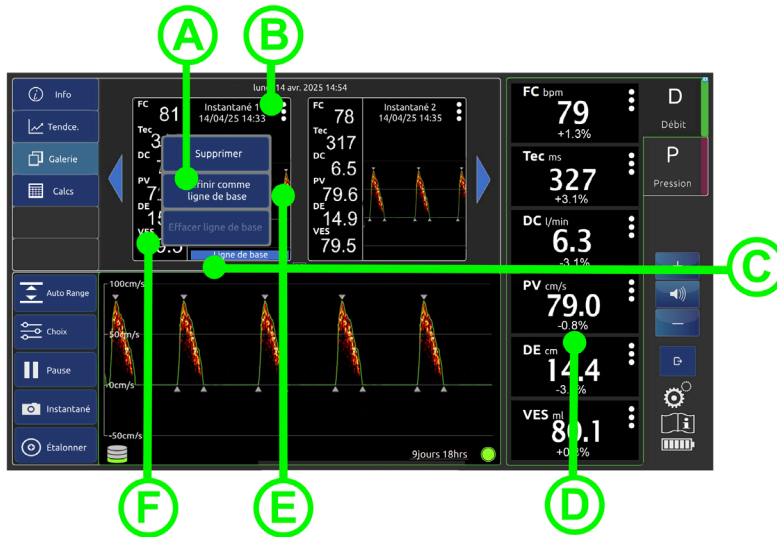 A
B
Info
Tendce.
Galerie
Calcs
14 avr. 2025 14:54
FC
81
Instantané 1
14/04/25 14:33
Tec
DC
PV
DE
VES
Supprimer
ligne de base
Effacer ligne de base
Ligne de base
FC
78
Instantané 2
14/04/25 14:35
Tec
317
DC
6.5
PV
79.6
DE
14.9
VES
79.5
FC bpm
79
+1.3%
Tec ms
327
+3.1%
DC l/min
6.3
-3.1%
PV cm/s
79.0
-0.8%
DE cm
14.4
VES ml
80.1
D
Débit
P
Pression
+
−
C
Auto Range
Choix
Pause
Instantané
Étalonner
100cm/s
50cm/s
0cm/s
-50cm/s
9jours 18hrs
F
E
D